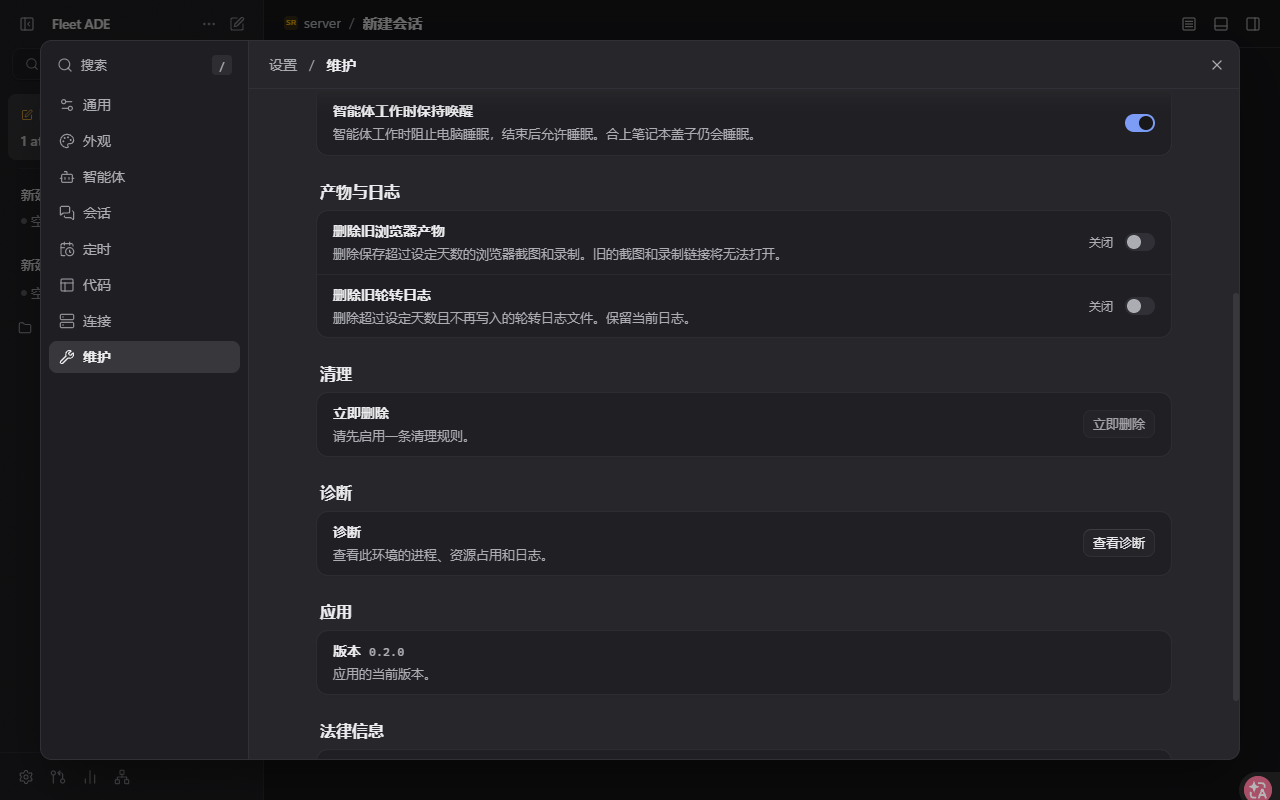 Fleet ADE
SR server / 新建会话
搜索 /
通用
外观
智能体
会话
定时
代码
连接
维护
设置 / 维护
智能体工作时保持唤醒
智能体工作时阻止电脑睡眠，结束后允许睡眠。合上笔记本盖子仍会睡眠。
产物与日志
删除旧浏览器产物
删除保存超过设定天数的浏览器截图和录制。旧的截图和录制链接将无法打开。
关闭
删除旧轮转日志
删除超过设定天数且不再写入的轮转日志文件。保留当前日志。
关闭
清理
立即删除
请先启用一条清理规则。
立即删除
诊断
诊断
查看此环境的进程、资源占用和日志。
查看诊断
应用
版本 0.2.0
应用的当前版本。
法律信息